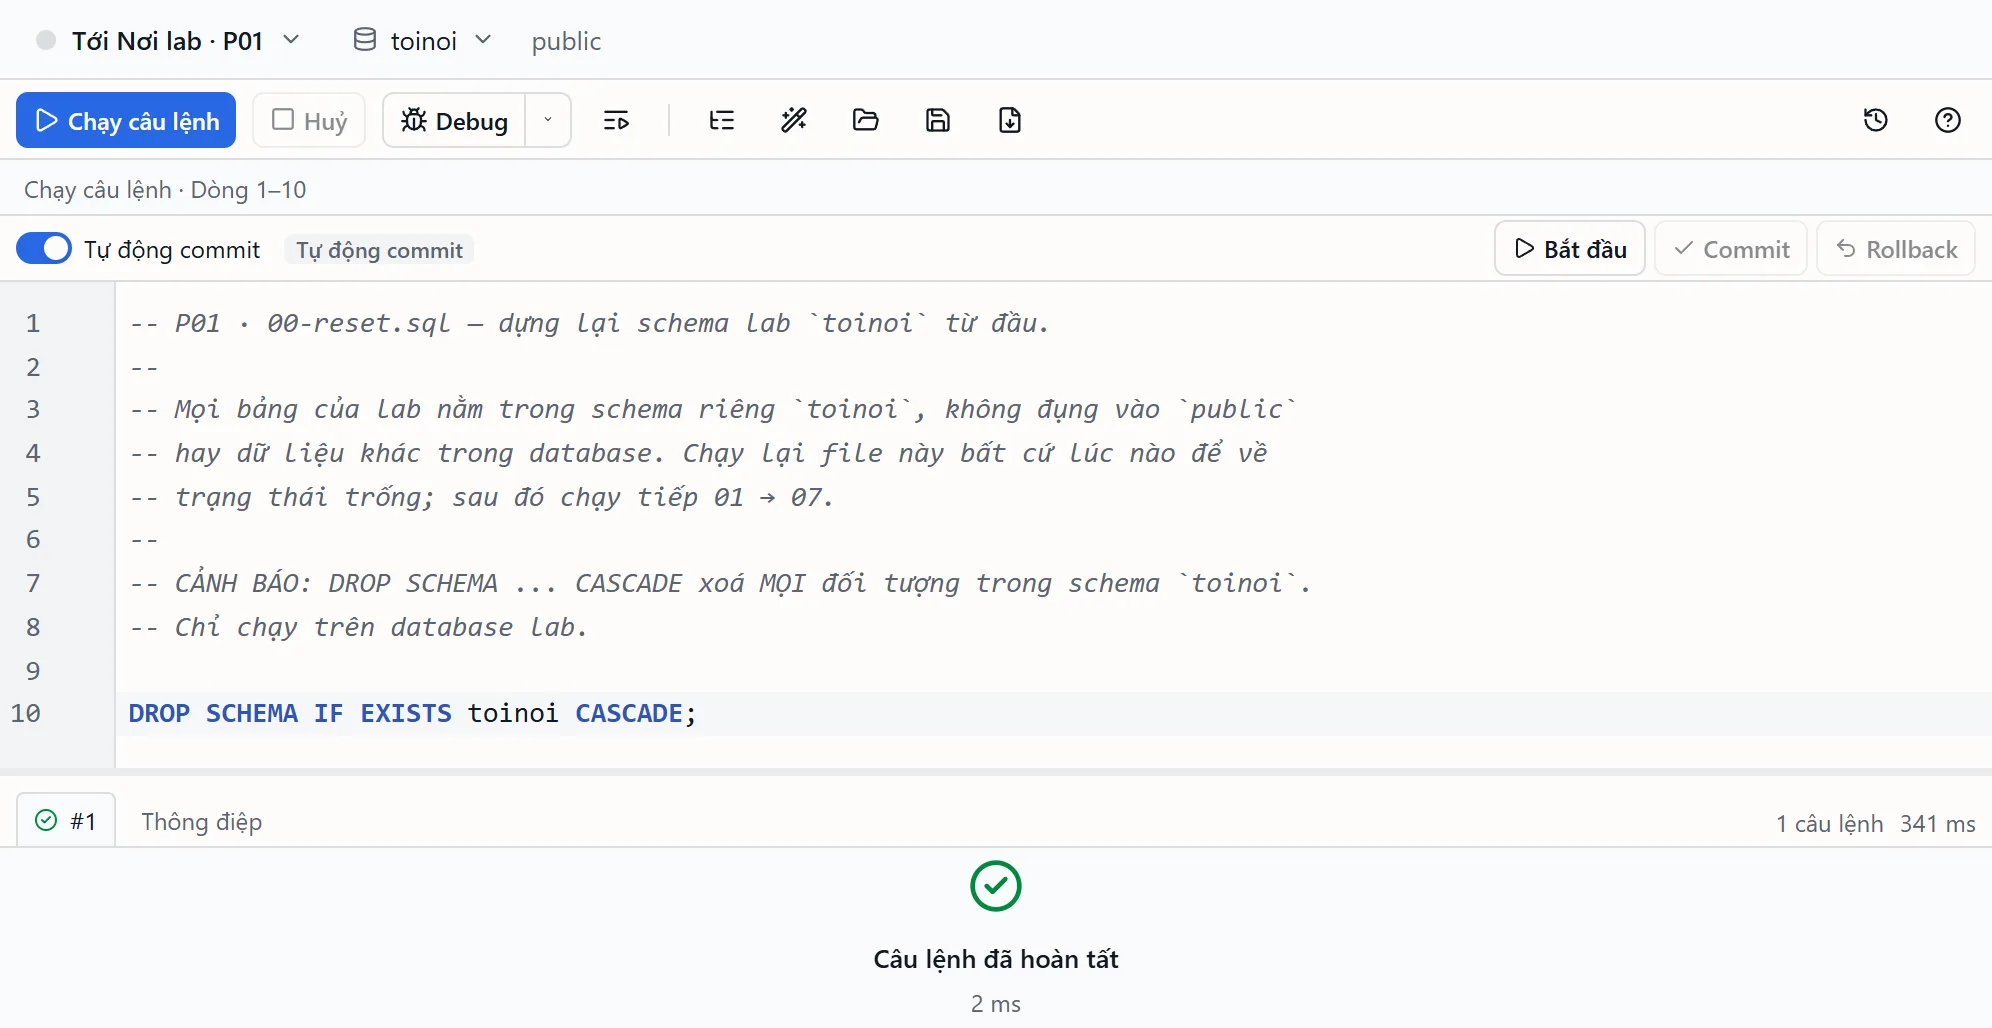 Tới Nơi lab · P01 toinoi public
Chạy câu lệnh Huỷ Debug
Chạy câu lệnh · Dòng 1–10
Tự động commit Tự động commit Bắt đầu Commit Rollback
1 -- P01 · 00-reset.sql — dựng lại schema lab `toinoi` từ đầu.
2 --
3 -- Mọi bảng của lab nằm trong schema riêng `toinoi`, không đụng vào `public`
4 -- hay dữ liệu khác trong database. Chạy lại file này bất cứ lúc nào để về
5 -- trạng thái trống; sau đó chạy tiếp 01 → 07.
6 --
7 -- CẢNH BÁO: DROP SCHEMA ... CASCADE xoá MỌI đối tượng trong schema `toinoi`.
8 -- Chỉ chạy trên database lab.
9
10 DROP SCHEMA IF EXISTS toinoi CASCADE;
#1 Thông điệp 1 câu lệnh 341 ms
Câu lệnh đã hoàn tất
2 ms